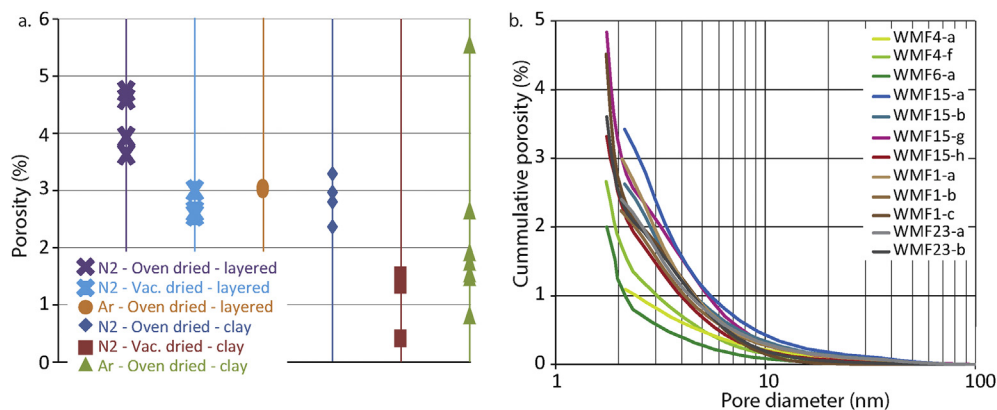 a.
6
5
4
3
2
1
0
Porosity (%)
N2 - Oven dried - layered
N2 - Vac. dried - layered
Ar - Oven dried - layered
N2 - Oven dried - clay
N2 - Vac. dried - clay
Ar - Oven dried - clay
b.
5
4
3
2
1
0
Cummulative porosity (%)
WMF4-a
WMF4-f
WMF6-a
WMF15-a
WMF15-b
WMF15-g
WMF15-h
WMF1-a
WMF1-b
WMF1-c
WMF23-a
WMF23-b
1 10 100
Pore diameter (nm)